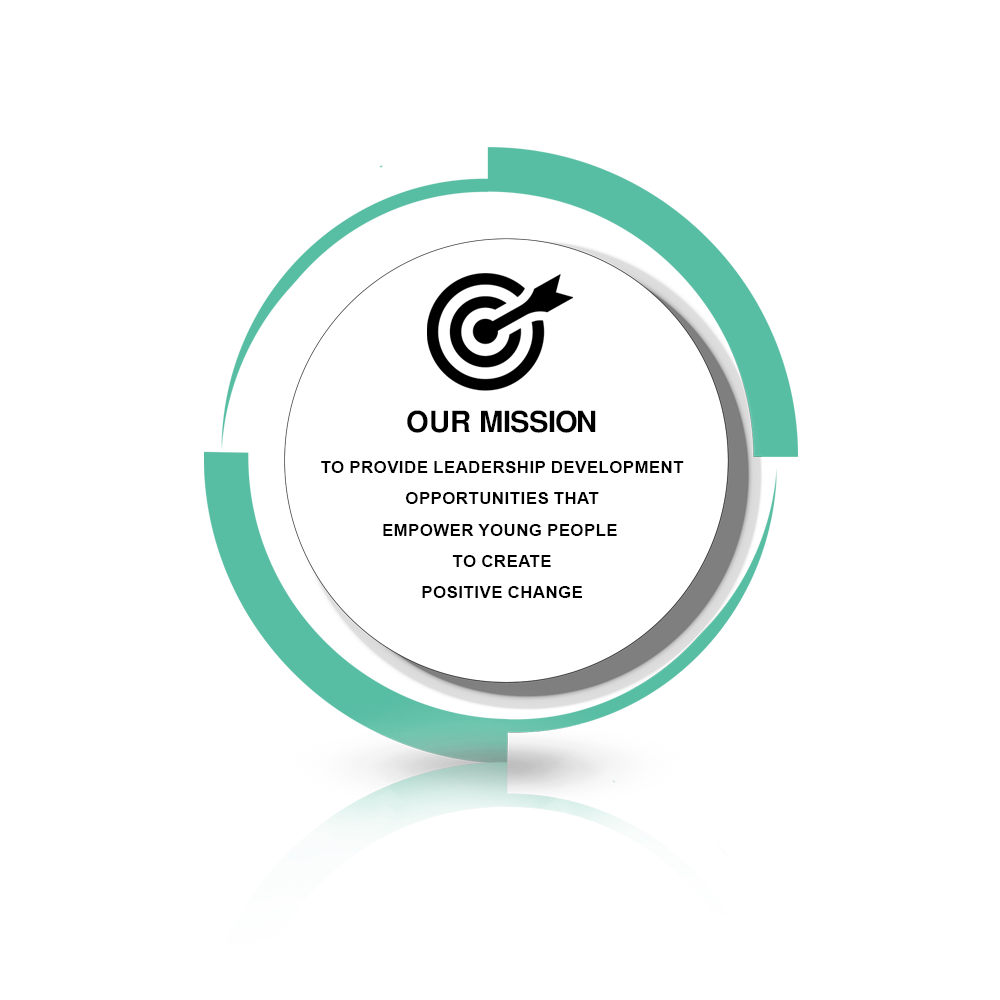 OUR MISSION
TO PROVIDE LEADERSHIP DEVELOPMENT
OPPORTUNITIES THAT
EMPOWER YOUNG PEOPLE
TO CREATE
POSITIVE CHANGE